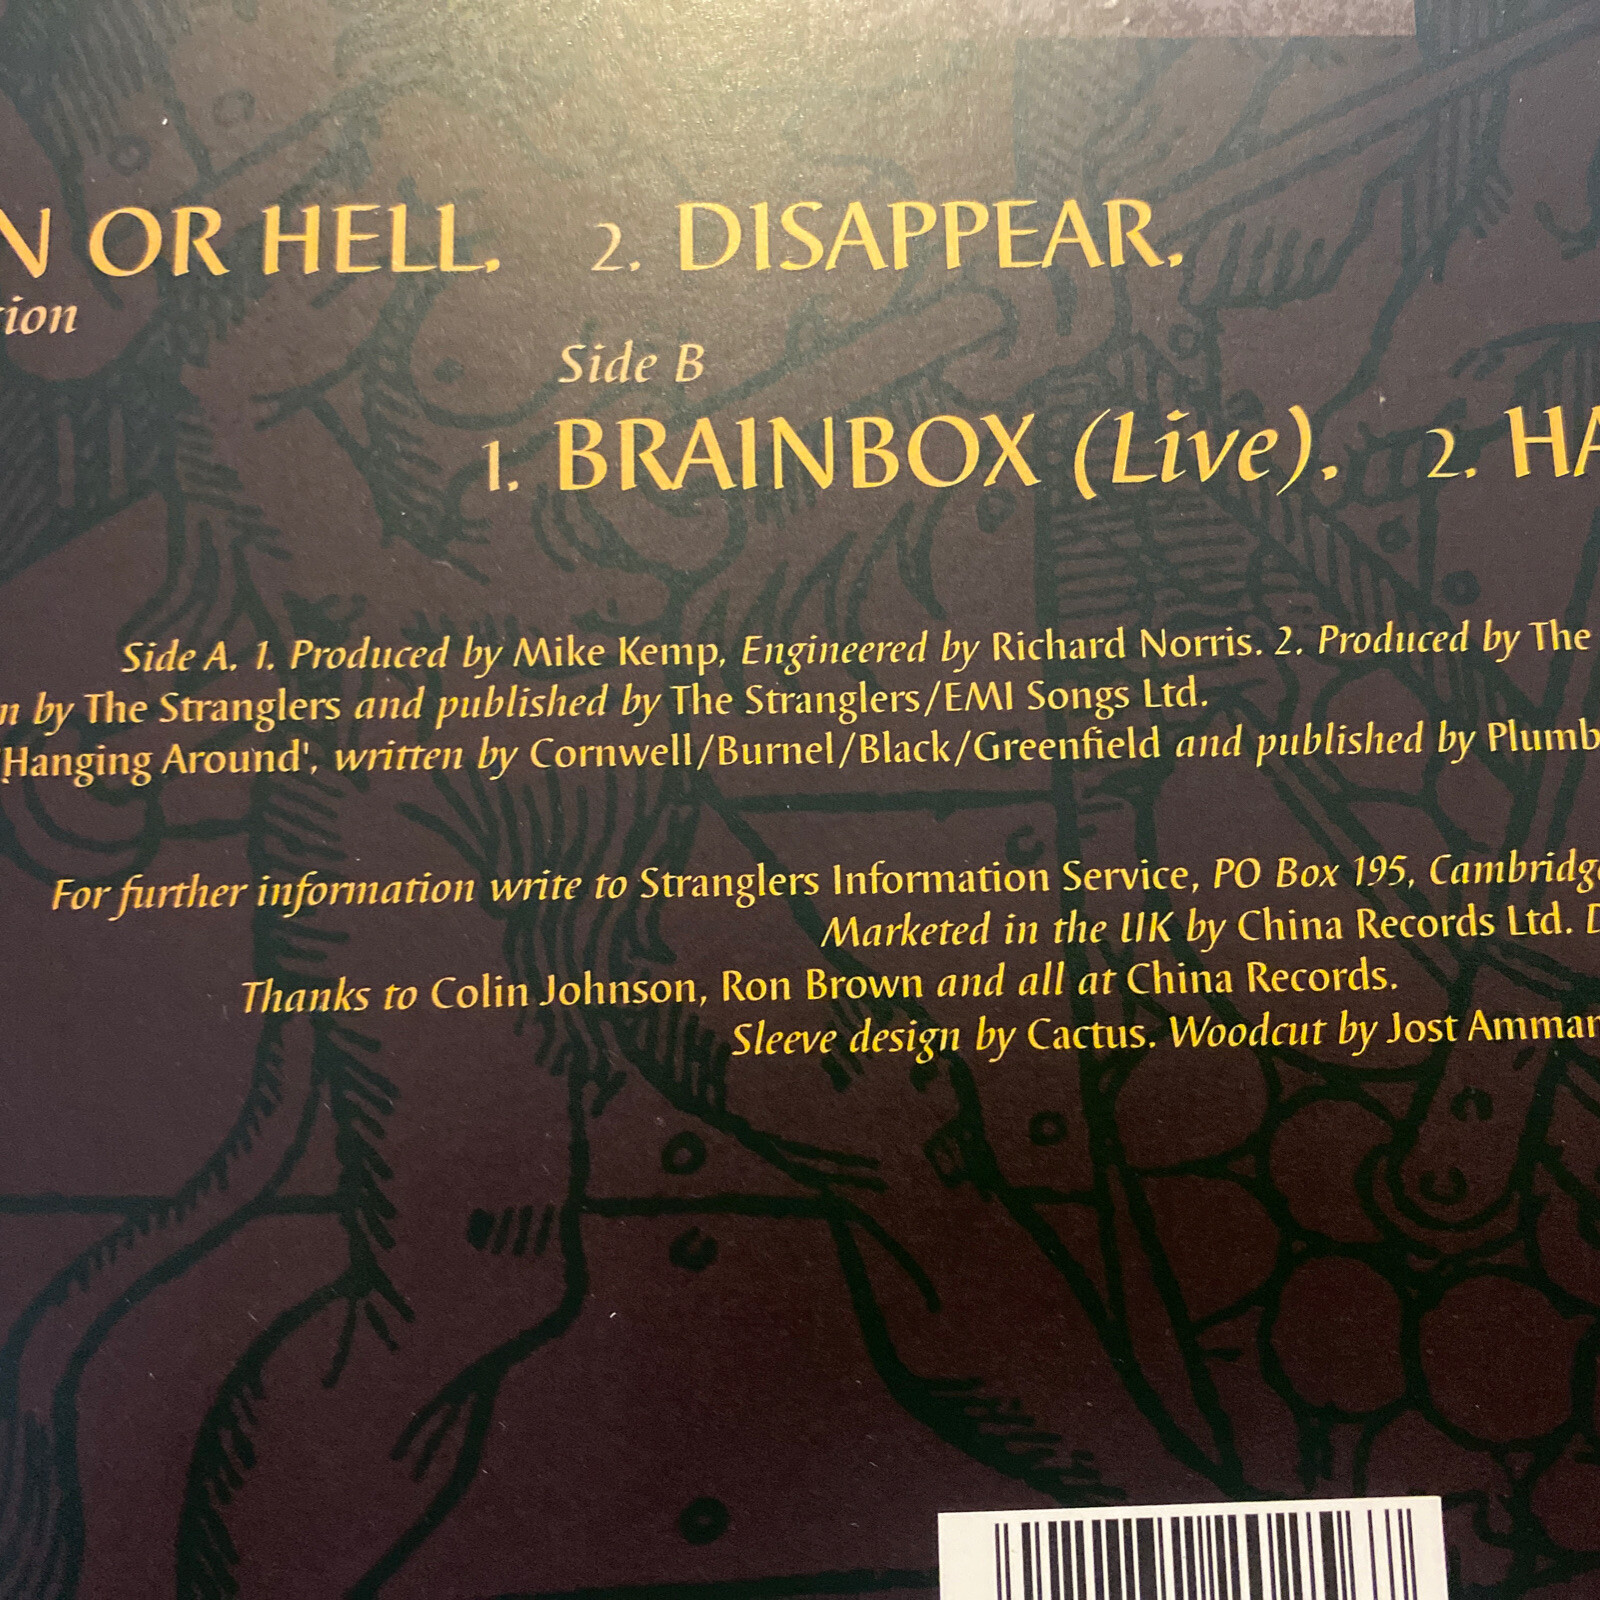 N OR HELL. 2. DISAPPEAR.
ion
Side B
1. BRAINBOX (Live). 2. HA
Side A. 1. Produced by Mike Kemp, Engineered by Richard Norris. 2. Produced by The
n by The Stranglers and published by The Stranglers/EMI Songs Ltd.
'Hanging Around', written by Cornwell/Burnel/Black/Greenfield and published by Plumb
For further information write to Stranglers Information Service, PO Box 195, Cambridge
Marketed in the UK by China Records Ltd. D
Thanks to Colin Johnson, Ron Brown and all at China Records.
Sleeve design by Cactus. Woodcut by Jost Amman